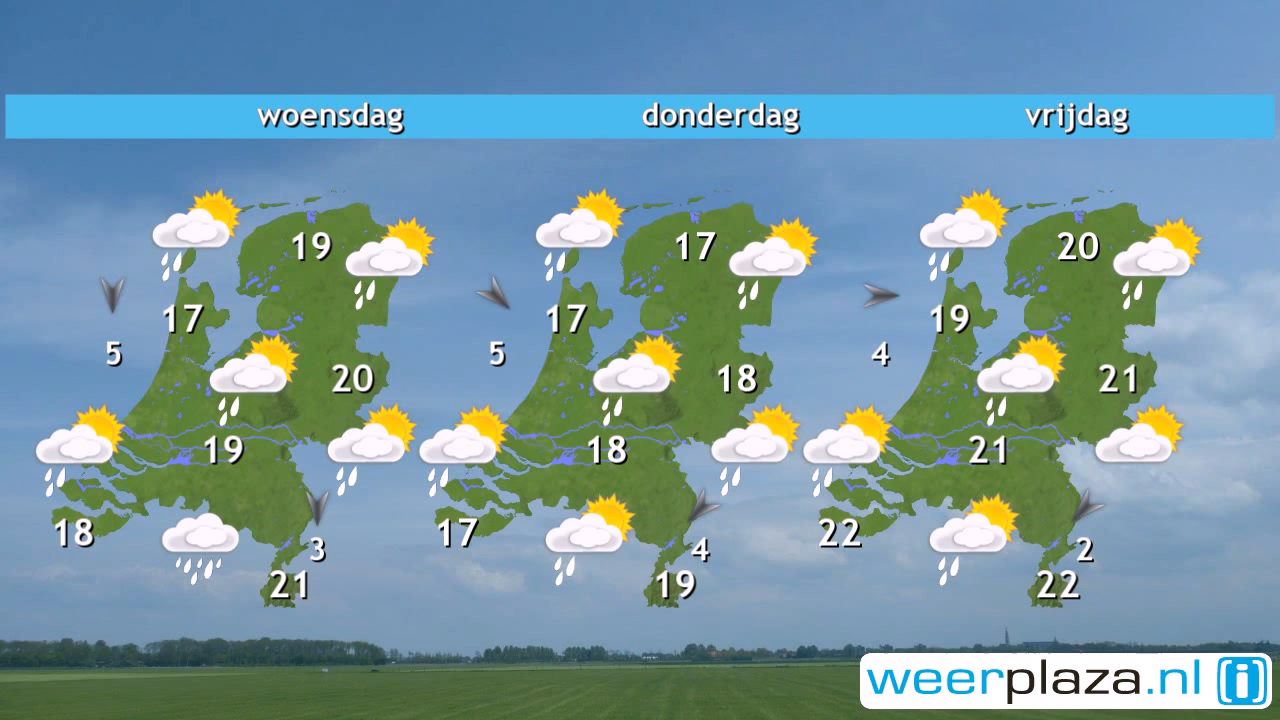 woensdag donderdag vrijdag
19 17 20
17 17 19
5 5 4
20 18 21
19 18 21
18 17 22
3 4 2
21 19 22
weerplaza.nl [i]